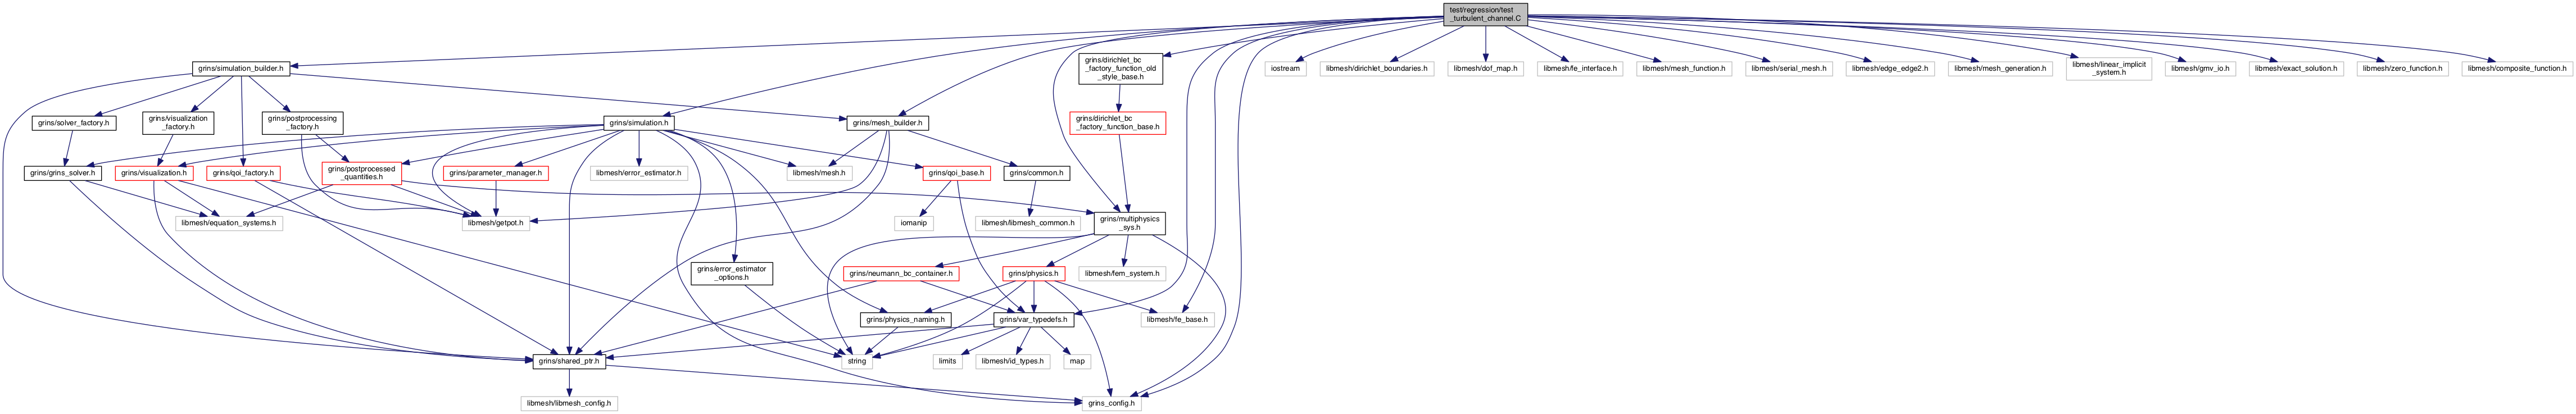 test/regression/test
_turbulent_channel.C
grins/simulation_builder.h
grins/dirichlet_bc
_factory_function_old
_style_base.h
iostream
libmesh/dirichlet_boundaries.h
libmesh/dof_map.h
libmesh/fe_interface.h
libmesh/mesh_function.h
libmesh/serial_mesh.h
libmesh/edge_edge2.h
libmesh/mesh_generation.h
libmesh/linear_implicit
_system.h
libmesh/gmv_io.h
libmesh/exact_solution.h
libmesh/zero_function.h
libmesh/composite_function.h
grins/solver_factory.h
grins/visualization
_factory.h
grins/postprocessing
_factory.h
grins/simulation.h
grins/mesh_builder.h
grins/dirichlet_bc
_factory_function_base.h
grins/grins_solver.h
grins/visualization.h
grins/qoi_factory.h
grins/postprocessed
_quantities.h
grins/parameter_manager.h
libmesh/error_estimator.h
libmesh/mesh.h
grins/qoi_base.h
grins/common.h
libmesh/equation_systems.h
libmesh/getpot.h
iomanip
libmesh/libmesh_common.h
grins/multiphysics
_sys.h
grins/error_estimator
_options.h
grins/neumann_bc_container.h
grins/physics.h
libmesh/fem_system.h
grins/physics_naming.h
grins/var_typedefs.h
libmesh/fe_base.h
grins/shared_ptr.h
string
limits
libmesh/id_types.h
map
libmesh/libmesh_config.h
grins_config.h